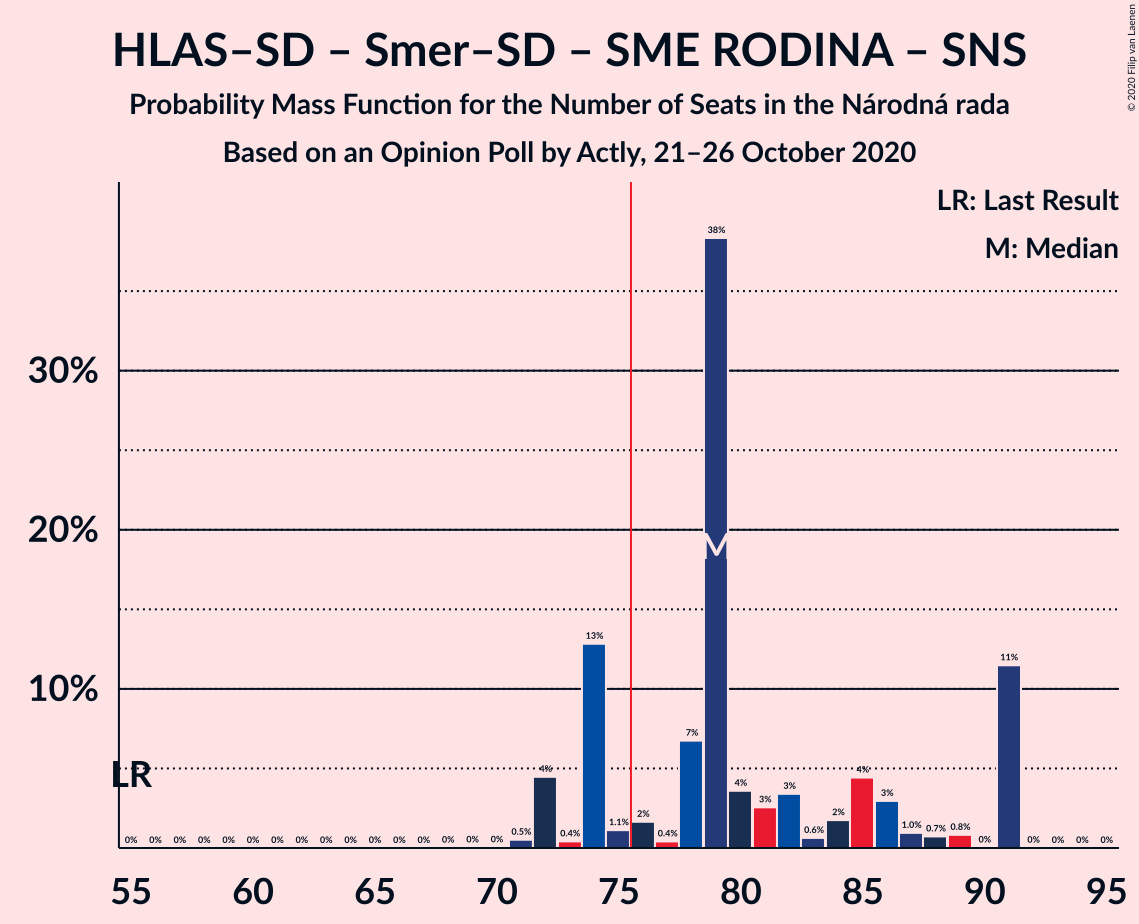 HLAS–SD – Smer–SD – SME RODINA – SNS
Probability Mass Function for the Number of Seats in the Národná rada
Based on an Opinion Poll by Actly, 21–26 October 2020
© 2020 Filip van Laenen
LR: Last Result
M: Median
38%
30%
20%
M
13%
11%
10%
7%
LR
4%
4%
4%
3%
3%
3%
2%
2%
0% 0% 0% 0% 0% 0% 0% 0% 0% 0% 0% 0% 0% 0% 0% 0% 0.5% 0.4% 1.1% 0.4% 0.6% 1.0% 0.7% 0.8% 0% 0% 0% 0% 0%
55 60 65 70 75 80 85 90 95